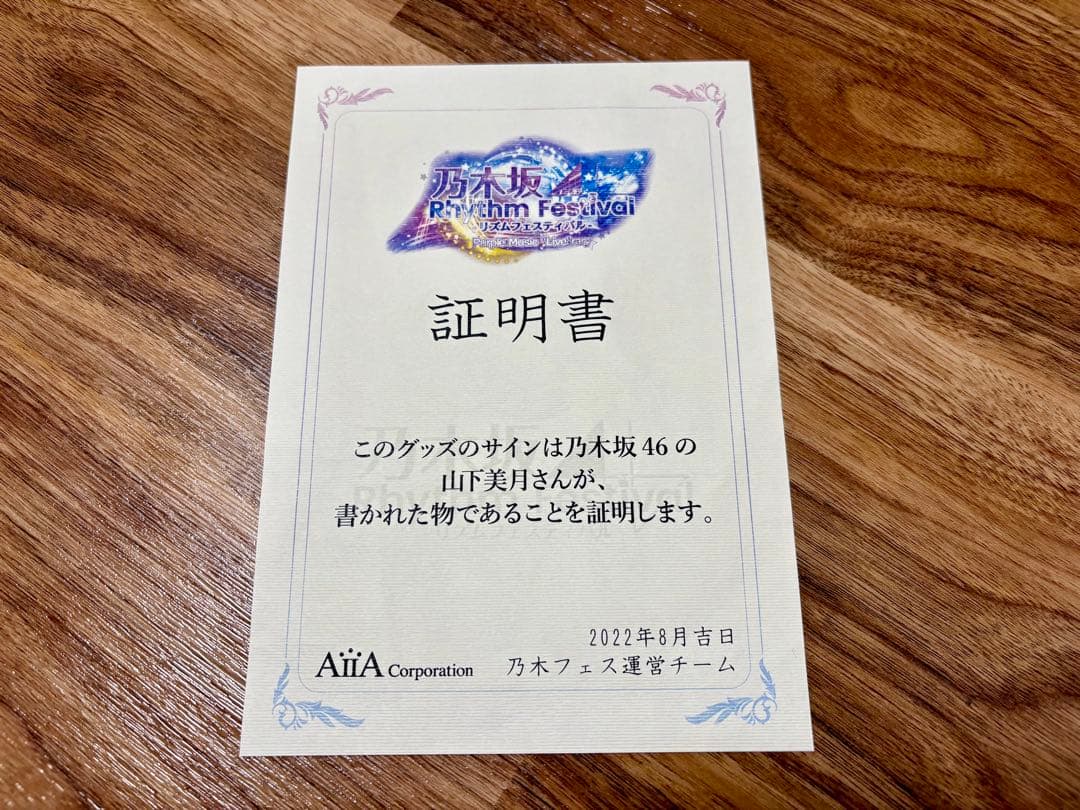 乃木坂46
Rhythm Festival
-リズムフェスティバル-
Purple Music
証明書
このグッズのサインは乃木坂46の
山下美月さんが、
書かれた物であることを証明します。
2022年8月吉日
AiiA Corporation
乃木フェス運営チーム